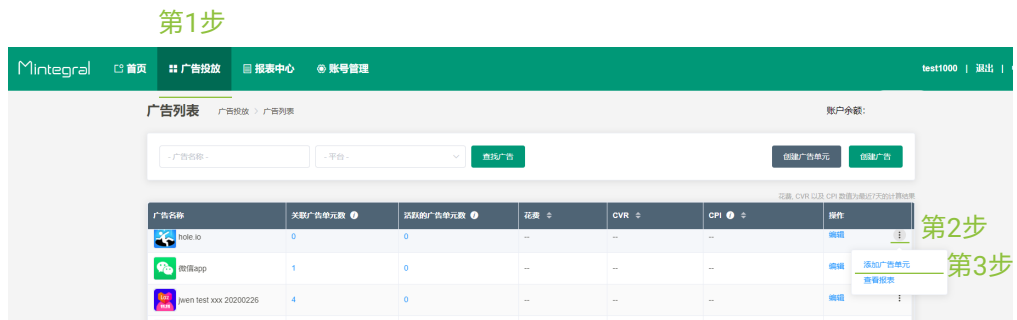 第1步
Mintegral 首页 广告投放 报表中心 账号管理 test1000 | 退出 |
广告列表 广告投放 > 广告列表 账户余额:
- 广告名称 - - 平台 - 查找广告 创建广告单元 创建广告
花费, CVR 以及 CPI 数值为最近7天的计算结果
广告名称 关联广告单元数 活跃的广告单元数 花费 CVR CPI 操作
hole.io 0 0 -- -- -- 编辑 第2步
微信app 1 0 -- -- -- 编辑 添加广告单元 第3步
查看报表
jwen test xxx 20200226 4 0 -- -- -- 编辑